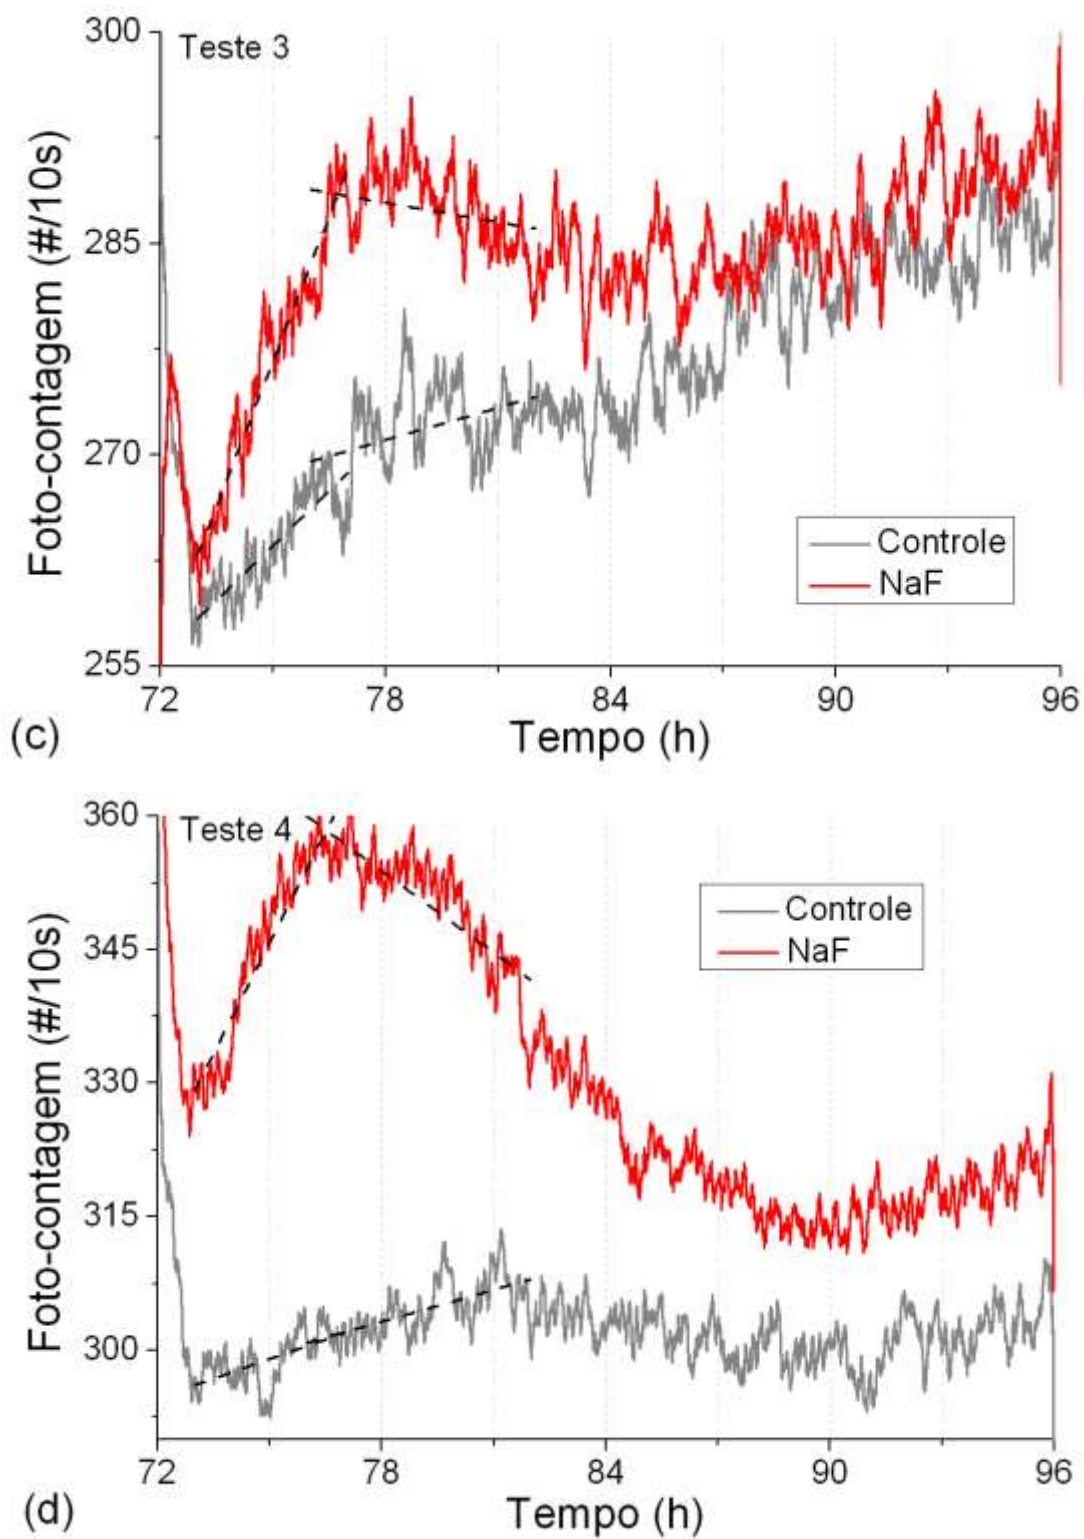 Teste 3
Foto-contagem (#/10s)
300
285
270
255
Controle
NaF
72
78
84
90
96
Tempo (h)
(c)
Teste 4
Foto-contagem (#/10s)
360
345
330
315
300
Controle
NaF
72
78
84
90
96
Tempo (h)
(d)